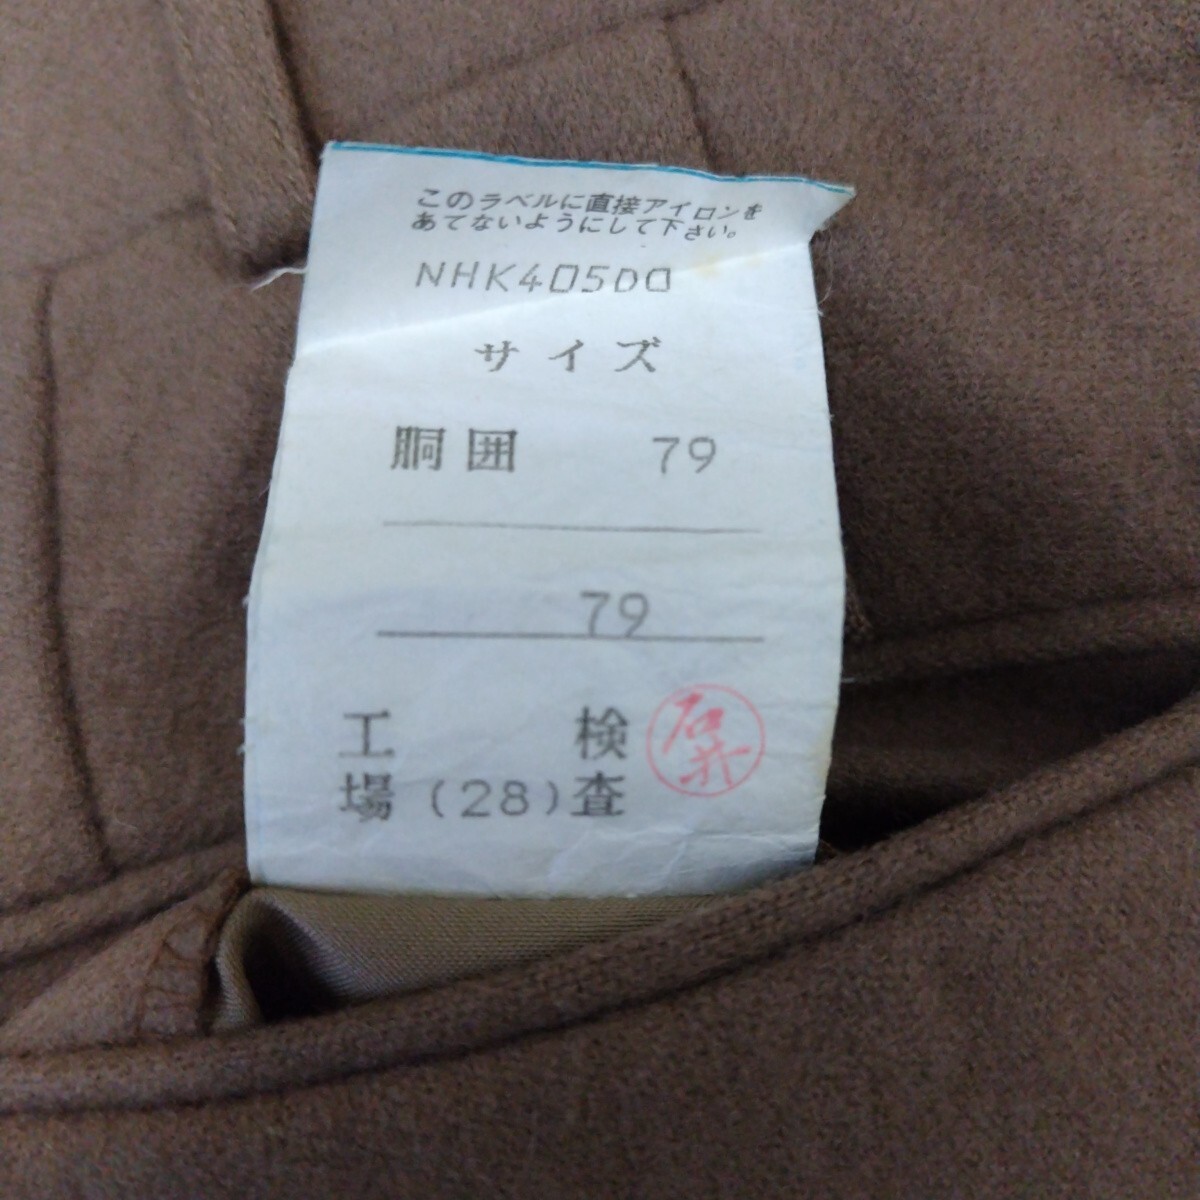 このラベルに直接アイロンを
あてないようにして下さい。
NHK40500
サイズ
胴囲 79
79
工場 (28) 検査 石井